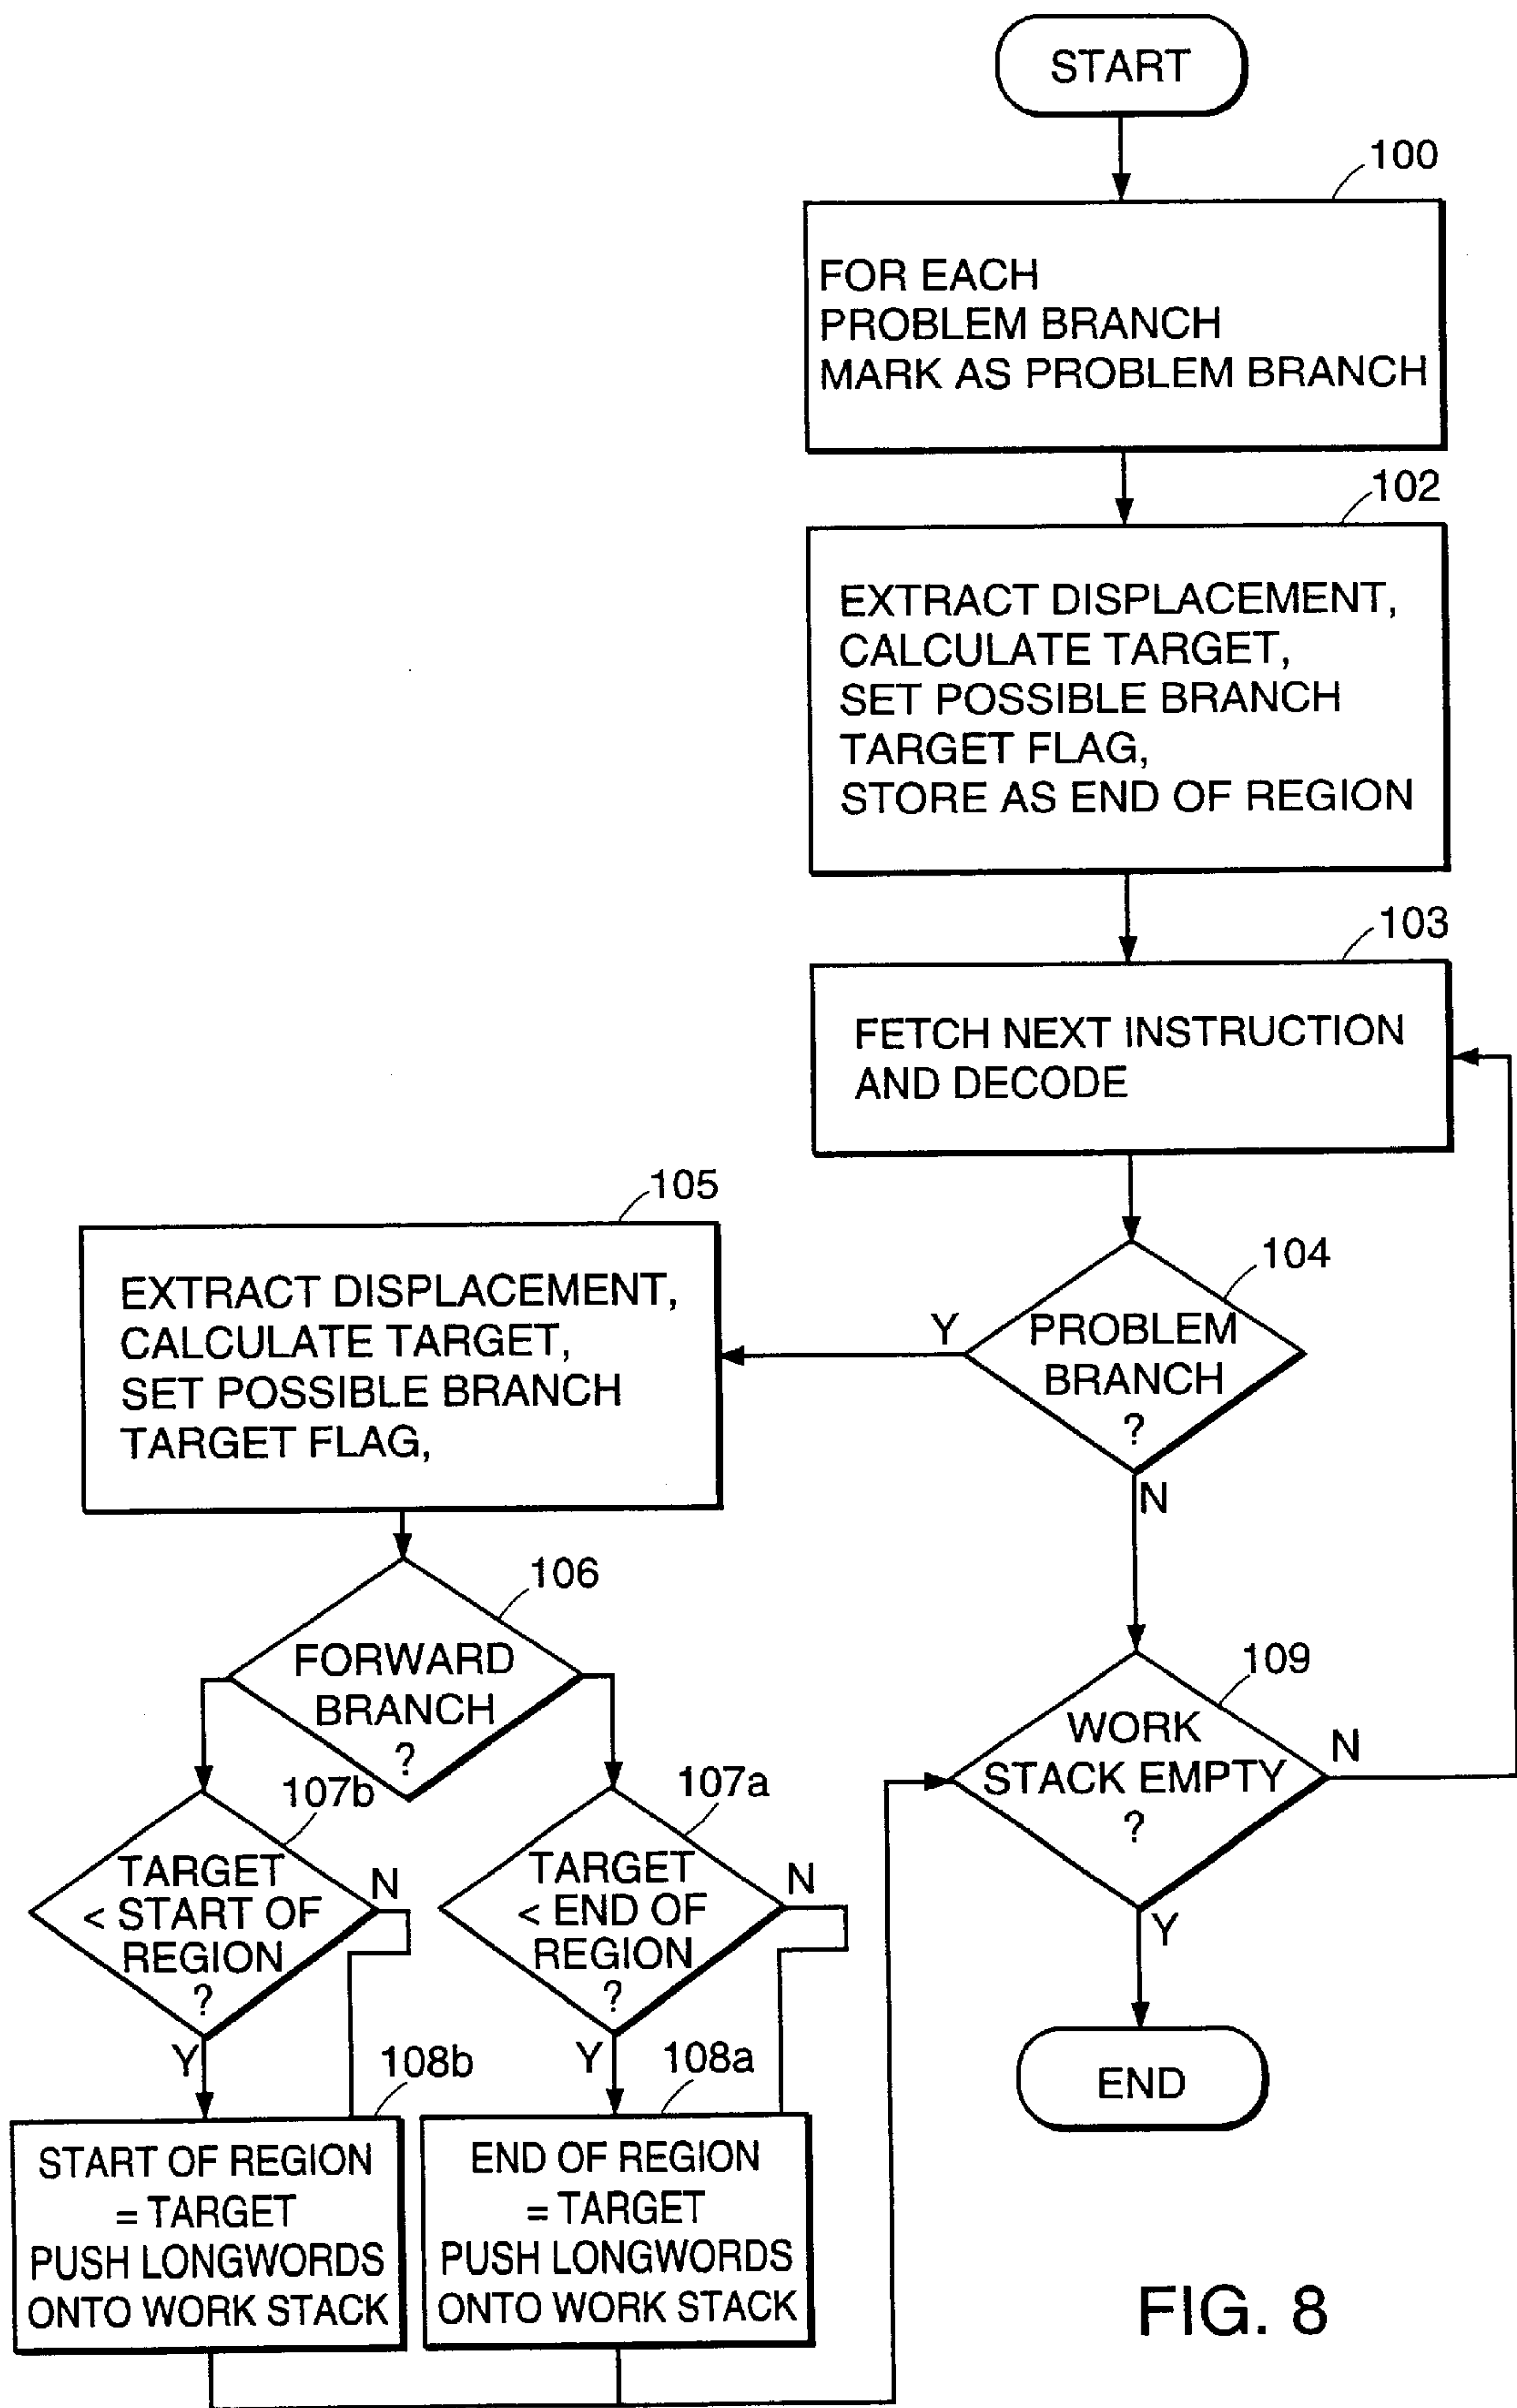 START
100
FOR EACH
PROBLEM BRANCH
MARK AS PROBLEM BRANCH
102
EXTRACT DISPLACEMENT,
CALCULATE TARGET,
SET POSSIBLE BRANCH
TARGET FLAG,
STORE AS END OF REGION
103
FETCH NEXT INSTRUCTION
AND DECODE
104
PROBLEM
BRANCH
?
Y
N
105
EXTRACT DISPLACEMENT,
CALCULATE TARGET,
SET POSSIBLE BRANCH
TARGET FLAG,
106
FORWARD
BRANCH
?
107b
TARGET
< START OF
REGION
?
N
Y
107a
TARGET
< END OF
REGION
?
N
Y
108b
START OF REGION
= TARGET
PUSH LONGWORDS
ONTO WORK STACK
108a
END OF REGION
= TARGET
PUSH LONGWORDS
ONTO WORK STACK
109
WORK
STACK EMPTY
?
N
Y
END
FIG. 8